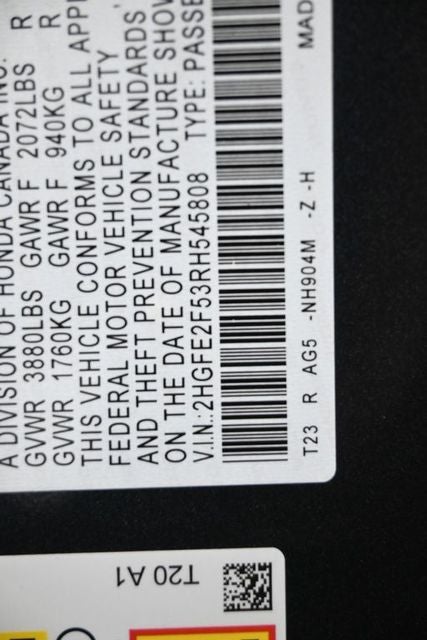 A DIVISION OF HONDA CANADA INC.
GVWR 3880LBS GAWR F 2072LBS R
GVWR 1760KG GAWR F 940KG R
THIS VEHICLE CONFORMS TO ALL APPL
FEDERAL MOTOR VEHICLE SAFETY
AND THEFT PREVENTION STANDARDS
ON THE DATE OF MANUFACTURE SHOW
V.I.N.:2HGFE2F53RH545808 TYPE: PASSE
T23 R AG5 -NH904M -Z -H MAD
T20 A1